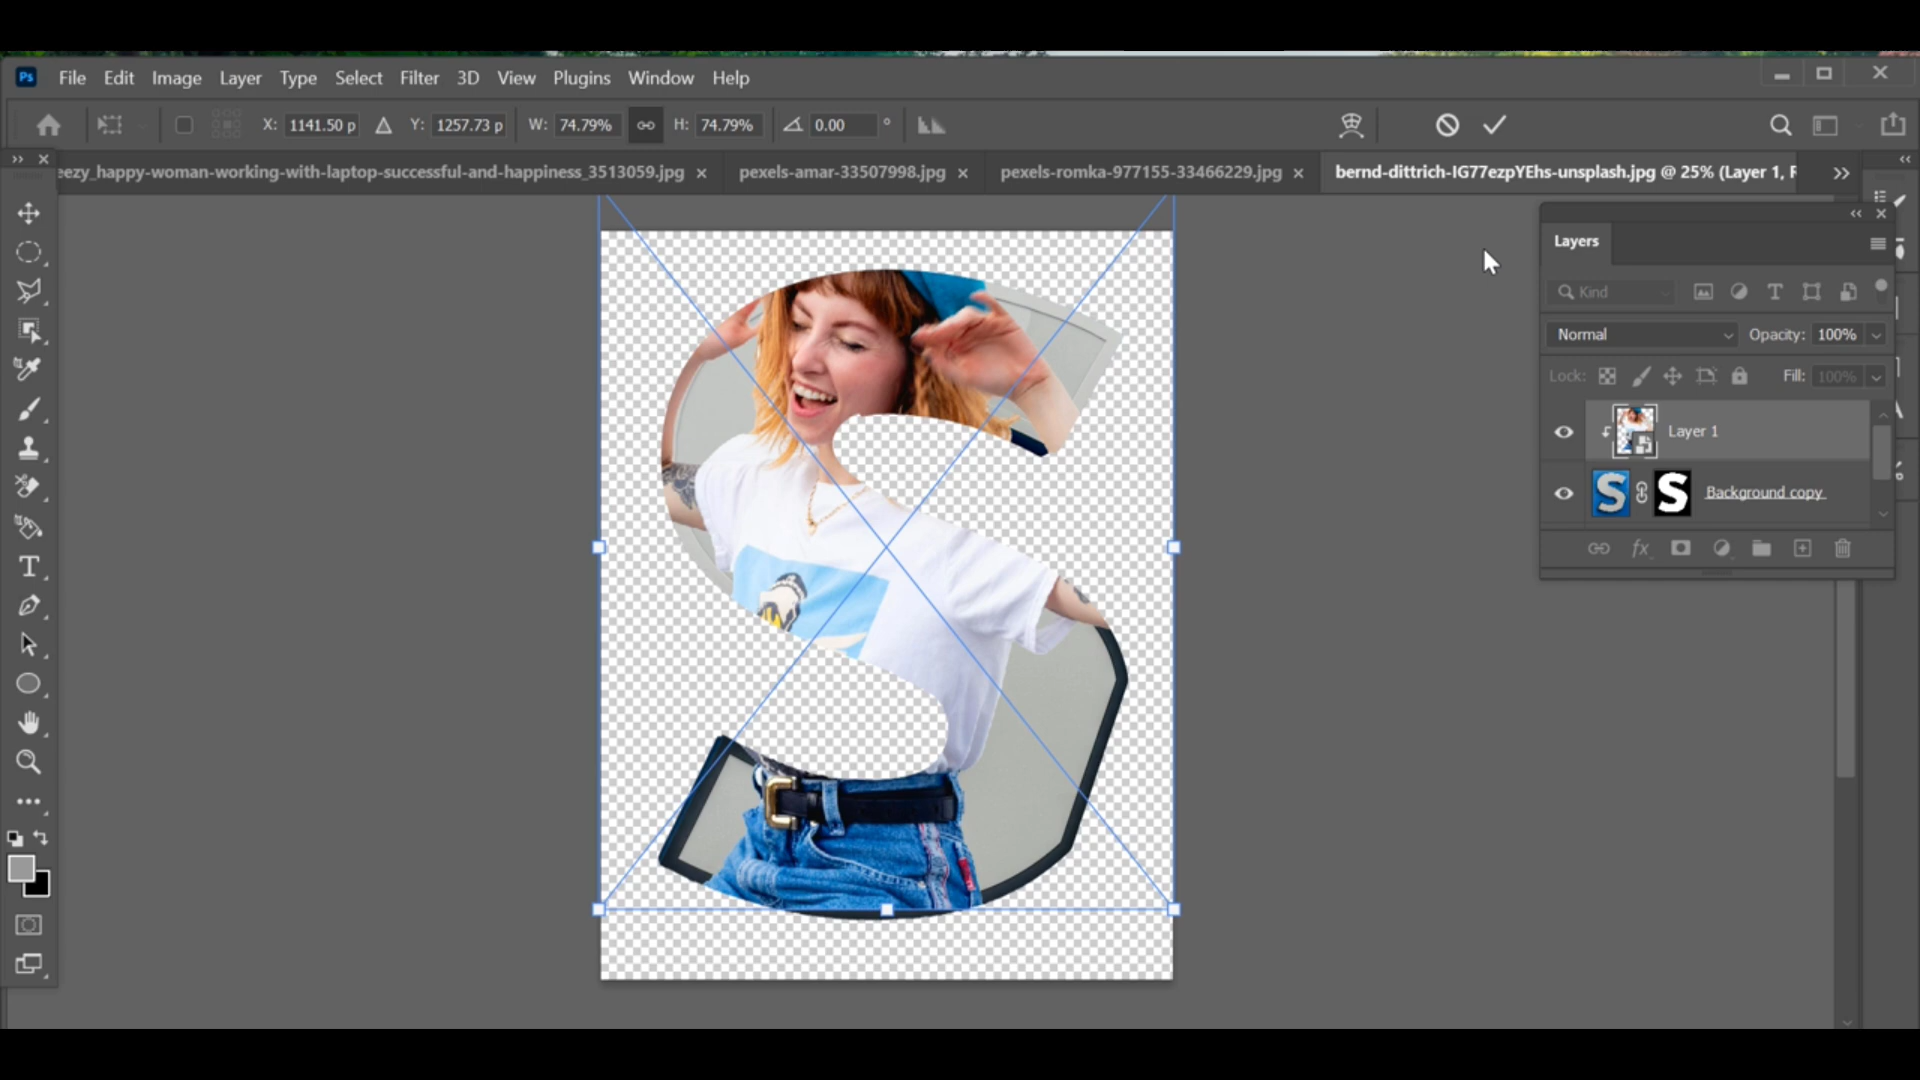 Ps File Edit Image Layer Type Select Filter 3D View Plugins Window Help
X: 1141.50 p Y: 1257.73 p W: 74.79% H: 74.79% 0.00 °
eezy_happy-woman-working-with-laptop-successful-and-happiness_3513059.jpg × pexels-amar-33507998.jpg × pexels-romka-977155-33466229.jpg × bernd-dittrich-IG77ezpYEhs-unsplash.jpg @ 25% (Layer 1, R
Layers
Kind
Normal Opacity: 100%
Lock: Fill: 100%
Layer 1
S S Background copy
fx
T